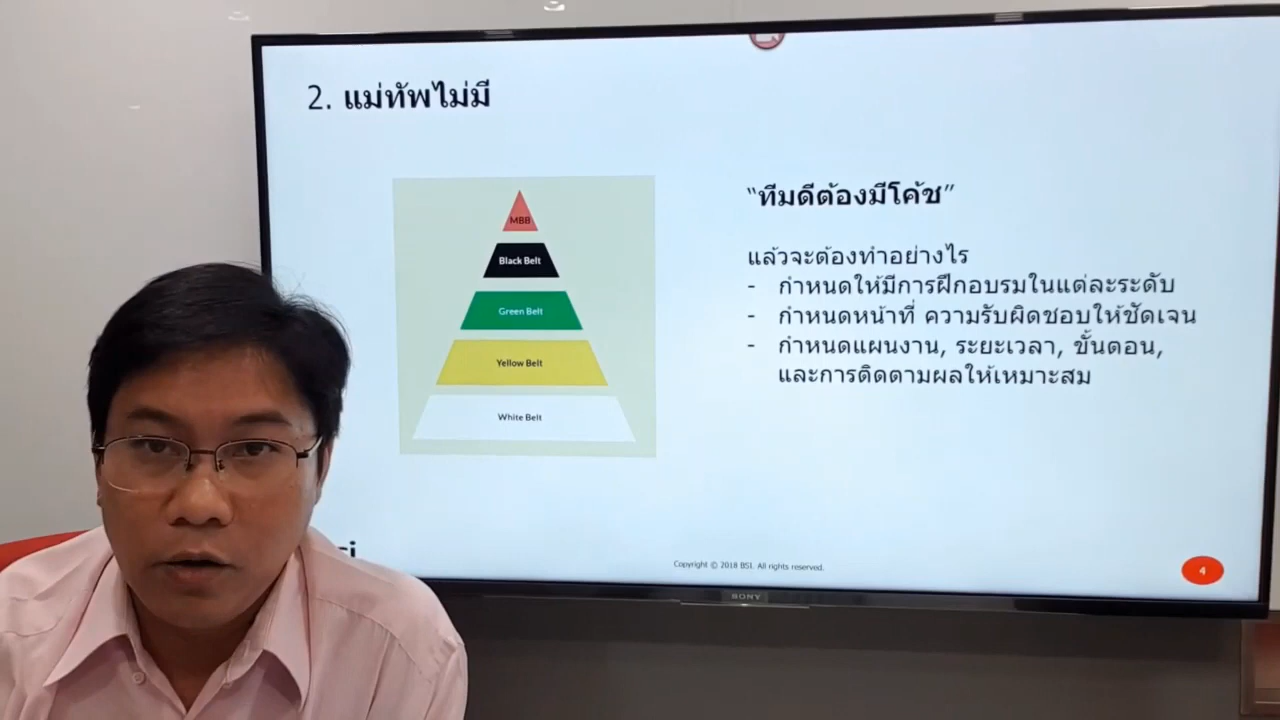 2. แม่ทัพไม่มี
MBB
Black Belt
Green Belt
Yellow Belt
White Belt
“ทีมดีต้องมีโค้ช”
แล้วจะต้องทำอย่างไร
- กำหนดให้มีการฝึกอบรมในแต่ละระดับ
- กำหนดหน้าที่ ความรับผิดชอบให้ชัดเจน
- กำหนดแผนงาน, ระยะเวลา, ขั้นตอน,
และการติดตามผลให้เหมาะสม
Copyright © 2018 BSI. All rights reserved.
4
SONY